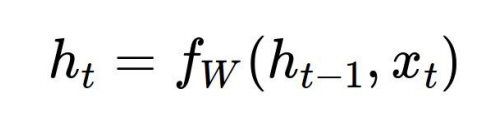 h_t = f_W(h_{t-1}, x_t)